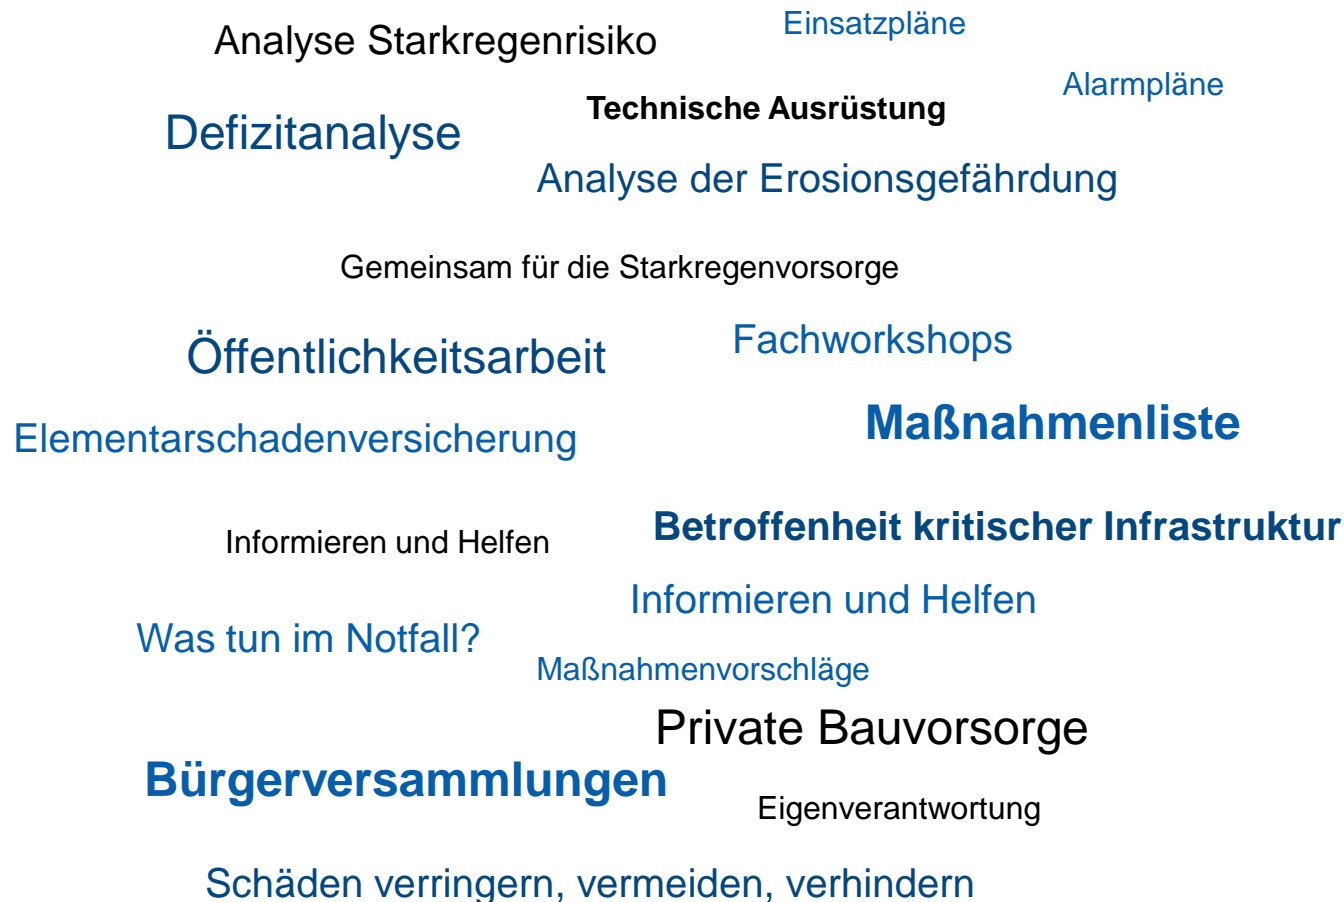 Einsatzpläne
Analyse Starkregenrisiko
Alarmpläne
Technische Ausrüstung
Defizitanalyse
Analyse der Erosionsgefährdung
Gemeinsam für die Starkregenvorsorge
Fachworkshops
Öffentlichkeitsarbeit
Maßnahmenliste
Elementarschadenversicherung
Betroffenheit kritischer Infrastruktur
Informieren und Helfen
Informieren und Helfen
Was tun im Notfall?
Maßnahmenvorschläge
Private Bauvorsorge
Bürgerversammlungen
Eigenverantwortung
Schäden verringern, vermeiden, verhindern